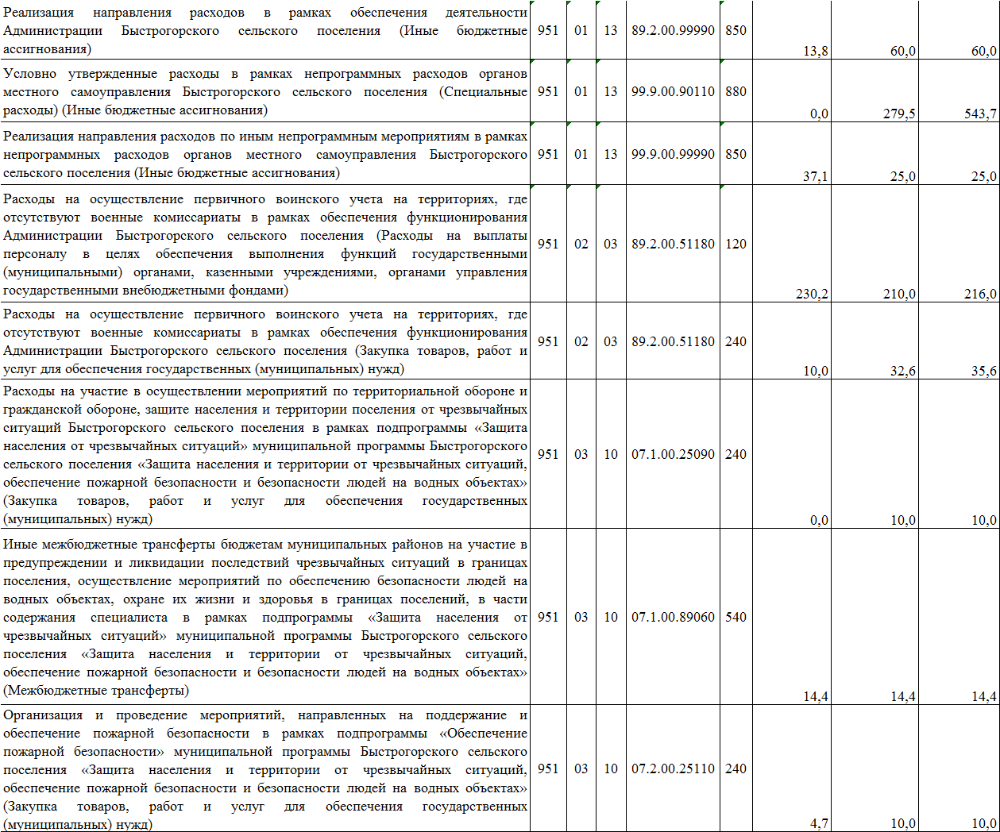 Реализация направления расходов в рамках обеспечения деятельности
Администрации Быстрогорского сельского поселения (Иные бюджетные
ассигнования)
951 01 13 89.2.00.99990 850
13,8 60,0 60,0
Условно утвержденные расходы в рамках непрограммных расходов органов
местного самоуправления Быстрогорского сельского поселения (Специальные
расходы) (Иные бюджетные ассигнования)
951 01 13 99.9.00.90110 880
0,0 279,5 543,7
Реализация направления расходов по иным непрограммным мероприятиям в рамках
непрограммных расходов органов местного самоуправления Быстрогорского
сельского поселения (Иные бюджетные ассигнования)
951 01 13 99.9.00.99990 850
37,1 25,0 25,0
Расходы на осуществление первичного воинского учета на территориях, где
отсутствуют военные комиссариаты в рамках обеспечения функционирования
Администрации Быстрогорского сельского поселения (Расходы на выплаты
персоналу в целях обеспечения выполнения функций государственными
(муниципальными) органами, казенными учреждениями, органами управления
государственными внебюджетными фондами)
951 02 03 89.2.00.51180 120
230,2 210,0 216,0
Расходы на осуществление первичного воинского учета на территориях, где
отсутствуют военные комиссариаты в рамках обеспечения функционирования
Администрации Быстрогорского сельского поселения (Закупка товаров, работ и
услуг для обеспечения государственных (муниципальных) нужд)
951 02 03 89.2.00.51180 240
10,0 32,6 35,6
Расходы на участие в осуществлении мероприятий по территориальной обороне и
гражданской обороне, защите населения и территории поселения от чрезвычайных
ситуаций Быстрогорского сельского поселения в рамках подпрограммы «Защита
населения от чрезвычайных ситуаций» муниципальной программы Быстрогорского
сельского поселения «Защита населения и территории от чрезвычайных ситуаций,
обеспечение пожарной безопасности и безопасности людей на водных объектах»
(Закупка товаров, работ и услуг для обеспечения государственных
(муниципальных) нужд)
951 03 10 07.1.00.25090 240
0,0 10,0 10,0
Иные межбюджетные трансферты бюджетам муниципальных районов на участие в
предупреждении и ликвидации последствий чрезвычайных ситуаций в границах
поселения, осуществление мероприятий по обеспечению безопасности людей на
водных объектах, охране их жизни и здоровья в границах поселений, в части
содержания специалиста в рамках подпрограммы «Защита населения от
чрезвычайных ситуаций» муниципальной программы Быстрогорского сельского
поселения «Защита населения и территории от чрезвычайных ситуаций,
обеспечение пожарной безопасности и безопасности людей на водных объектах»
(Межбюджетные трансферты)
951 03 10 07.1.00.89060 540
14,4 14,4 14,4
Организация и проведение мероприятий, направленных на поддержание и
обеспечение пожарной безопасности в рамках подпрограммы «Обеспечение
пожарной безопасности» муниципальной программы Быстрогорского сельского
поселения «Защита населения и территории от чрезвычайных ситуаций,
обеспечение пожарной безопасности и безопасности людей на водных объектах»
(Закупка товаров, работ и услуг для обеспечения государственных
(муниципальных) нужд)
951 03 10 07.2.00.25110 240
4,7 10,0 10,0